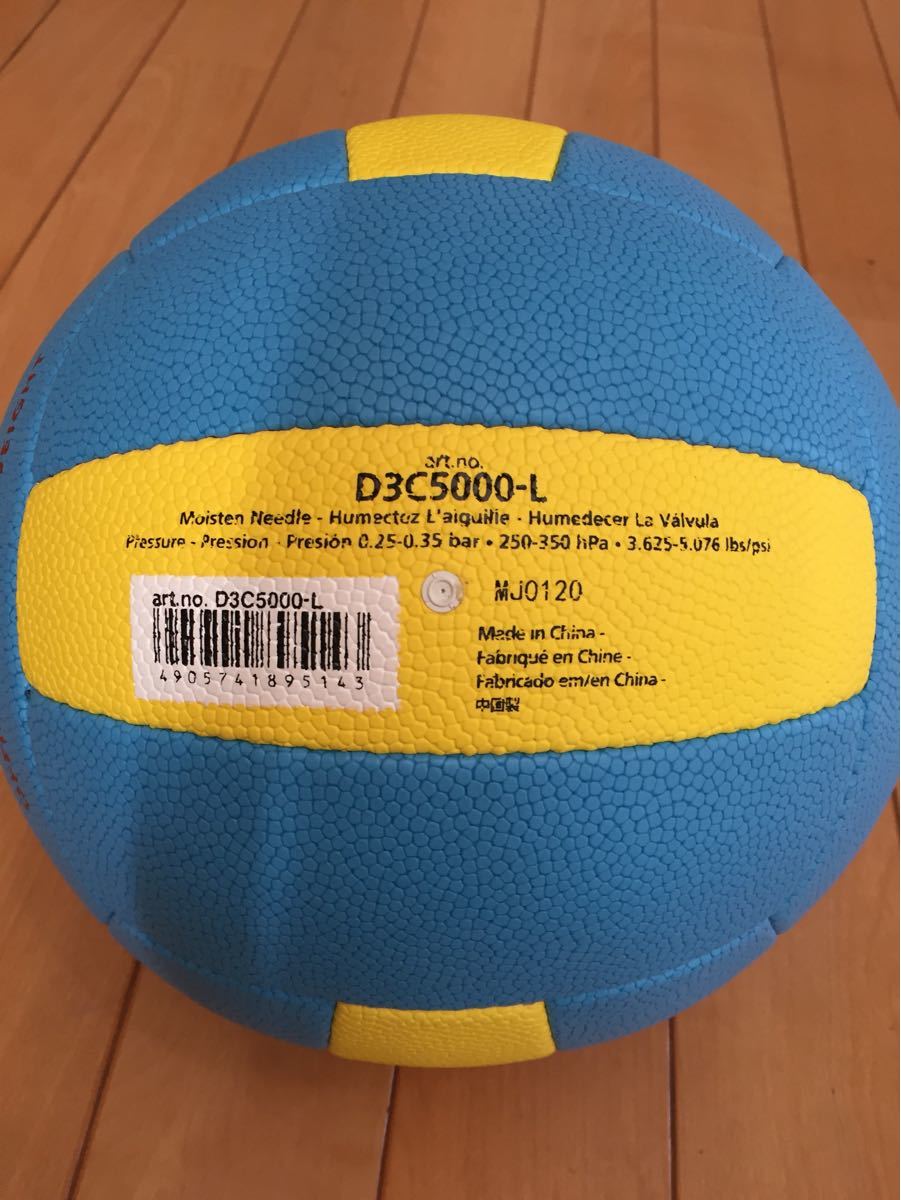 art.no.
D3C5000-L
Moisten Needle - Humectez L'aiguille - Humedecer La Válvula
Pressure - Pression - Presión 0.25-0.35 bar • 250-350 hPa • 3.625-5.076 lbs/psi
art.no. D3C5000-L
4905741895143
MJ0120
Made in China -
Fabriqué en Chine -
Fabricado em/en China -
中国製